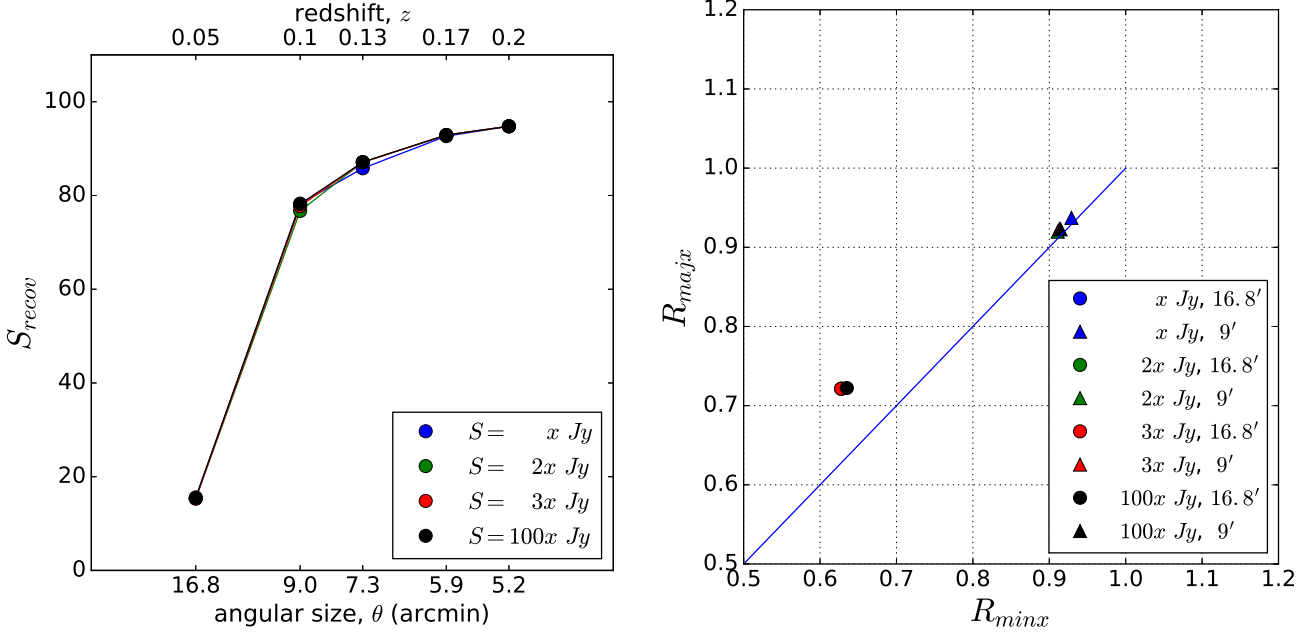 redshift, z
0.05 0.1 0.13 0.17 0.2
100
80
60
40
20
0
S_recov
S = x Jy
S = 2x Jy
S = 3x Jy
S = 100x Jy
16.8 9.0 7.3 5.9 5.2
angular size, θ (arcmin)
1.2
1.1
1.0
0.9
0.8
0.7
0.6
0.5
R_majx
x Jy, 16.8′
x Jy, 9′
2x Jy, 16.8′
2x Jy, 9′
3x Jy, 16.8′
3x Jy, 9′
100x Jy, 16.8′
100x Jy, 9′
0.5 0.6 0.7 0.8 0.9 1.0 1.1 1.2
R_minx